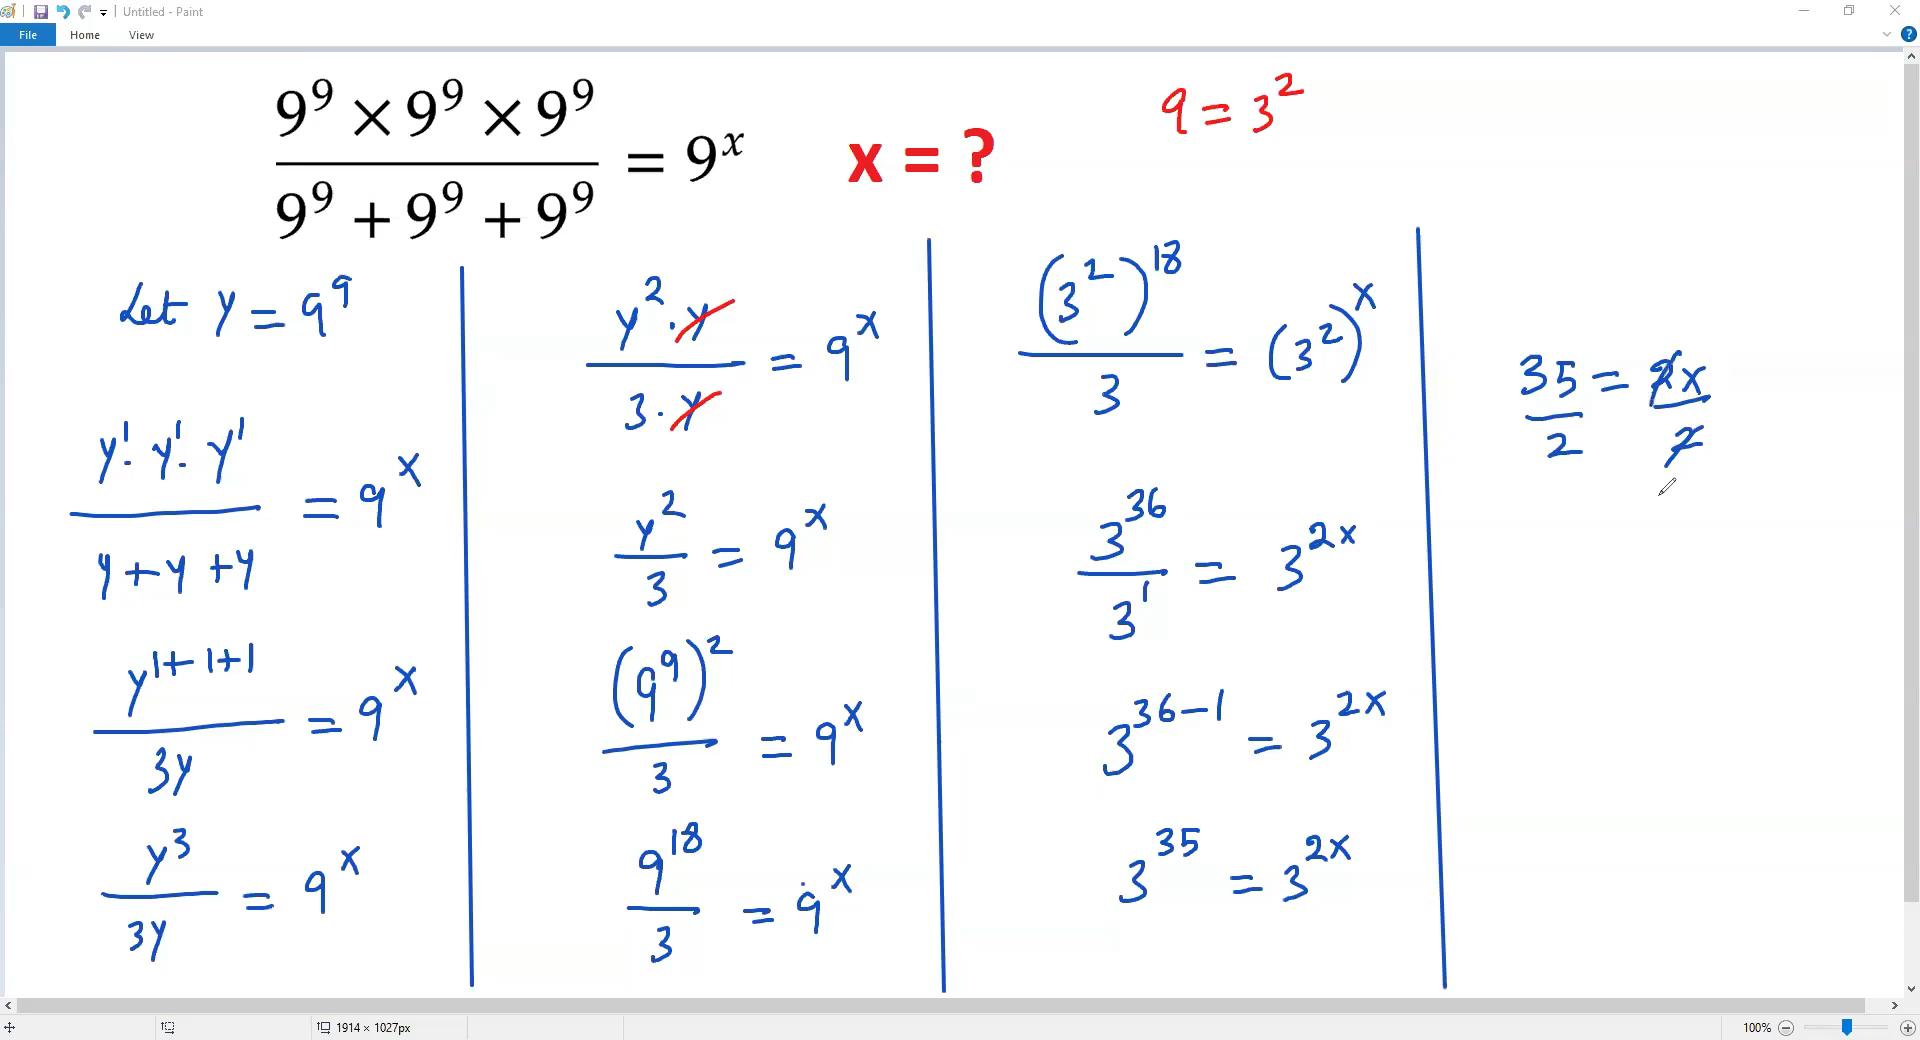 Untitled - Paint
File Home View
9^9 × 9^9 × 9^9
/ 9^9 + 9^9 + 9^9 = 9^x
x = ?
9 = 3^2
Let y = 9^9
y^1 . y^1 . y^1 / y + y + y = 9^x
y^1+1+1 / 3y = 9^x
y^3 / 3y = 9^x
y^2 . y / 3 . y = 9^x
y^2 / 3 = 9^x
(9^9)^2 / 3 = 9^x
9^18 / 3 = 9^x
(3^2)^18 / 3 = (3^2)^x
3^36 / 3^1 = 3^2x
3^36-1 = 3^2x
3^35 = 3^2x
35 / 2 = 2x / 2
1914 × 1027px
100%